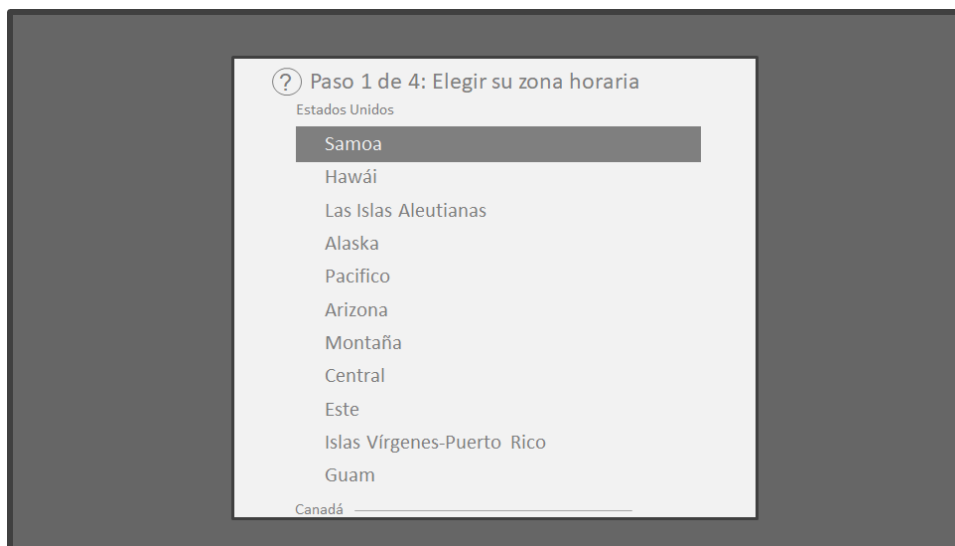 ? Paso 1 de 4: Elegir su zona horaria
Estados Unidos
Samoa
Hawái
Las Islas Aleutianas
Alaska
Pacifico
Arizona
Montaña
Central
Este
Islas Vírgenes-Puerto Rico
Guam
Canadá